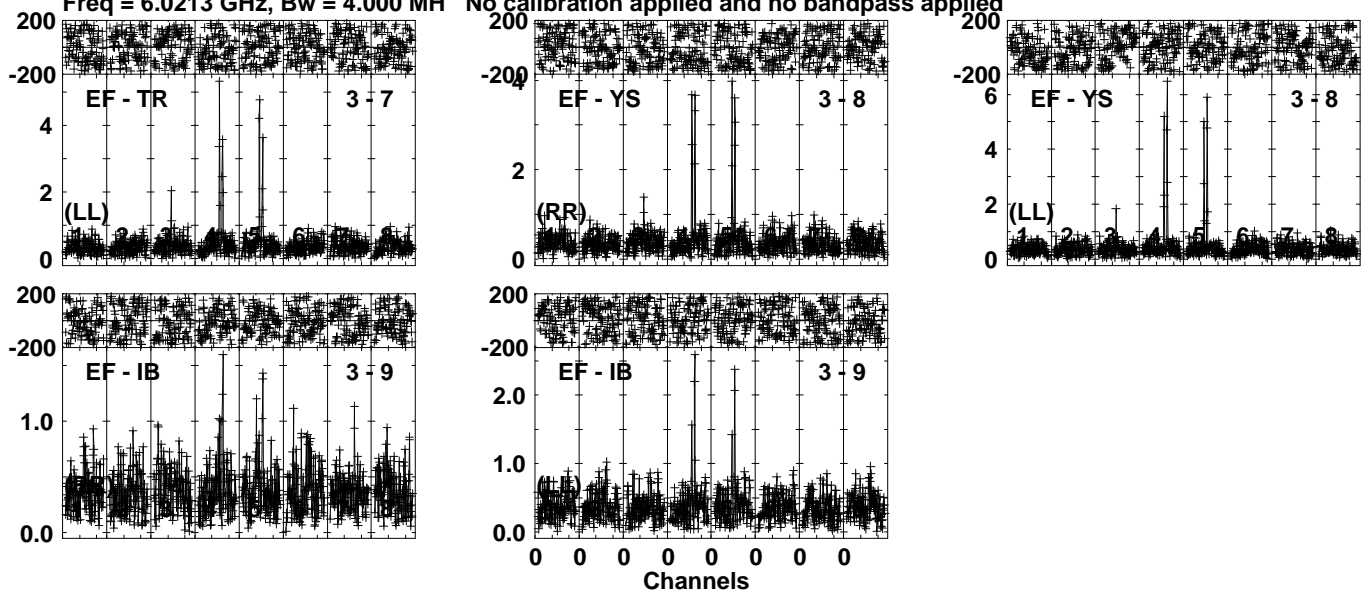 Freq = 6.0213 GHz, Bw = 4.000 MH No calibration applied and no bandpass applied
200
-200
EF - TR 3 - 7
4
2
0
(LL)
1 2 3 4 5 6 7 8
200
-200
4
EF - YS 3 - 8
2
0
(RR)
200
-200
EF - YS 3 - 8
6
4
2
0
(LL)
1 2 3 4 5 6 7 8
200
-200
EF - IB 3 - 9
1.0
0.0
200
-200
EF - IB 3 - 9
2.0
1.0
0.0
(LL)
0 0 0 0 0 0 0 0
Channels